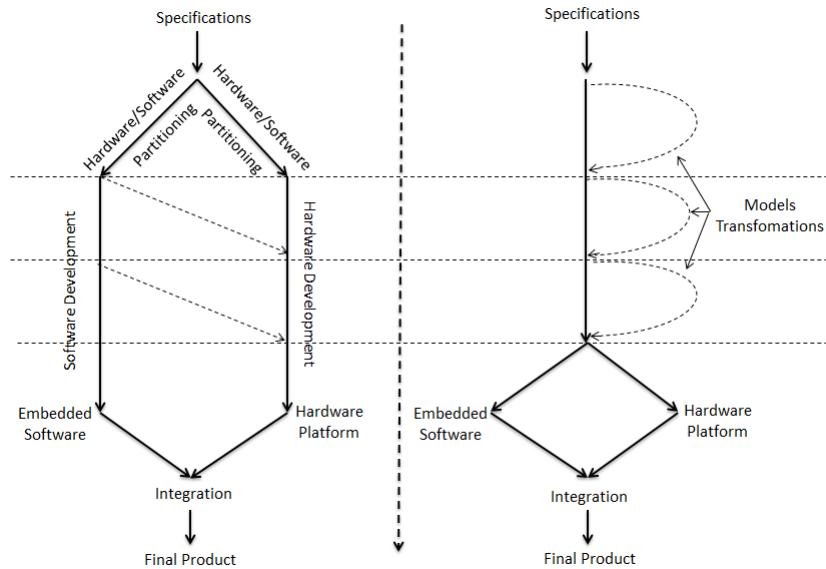 Specifications
Hardware/Software
Partitioning
Hardware/Software
Partitioning
Software Development
Hardware Development
Embedded
Software
Hardware
Platform
Integration
Final Product
Specifications
Models
Transfomations
Embedded
Software
Hardware
Platform
Integration
Final Product